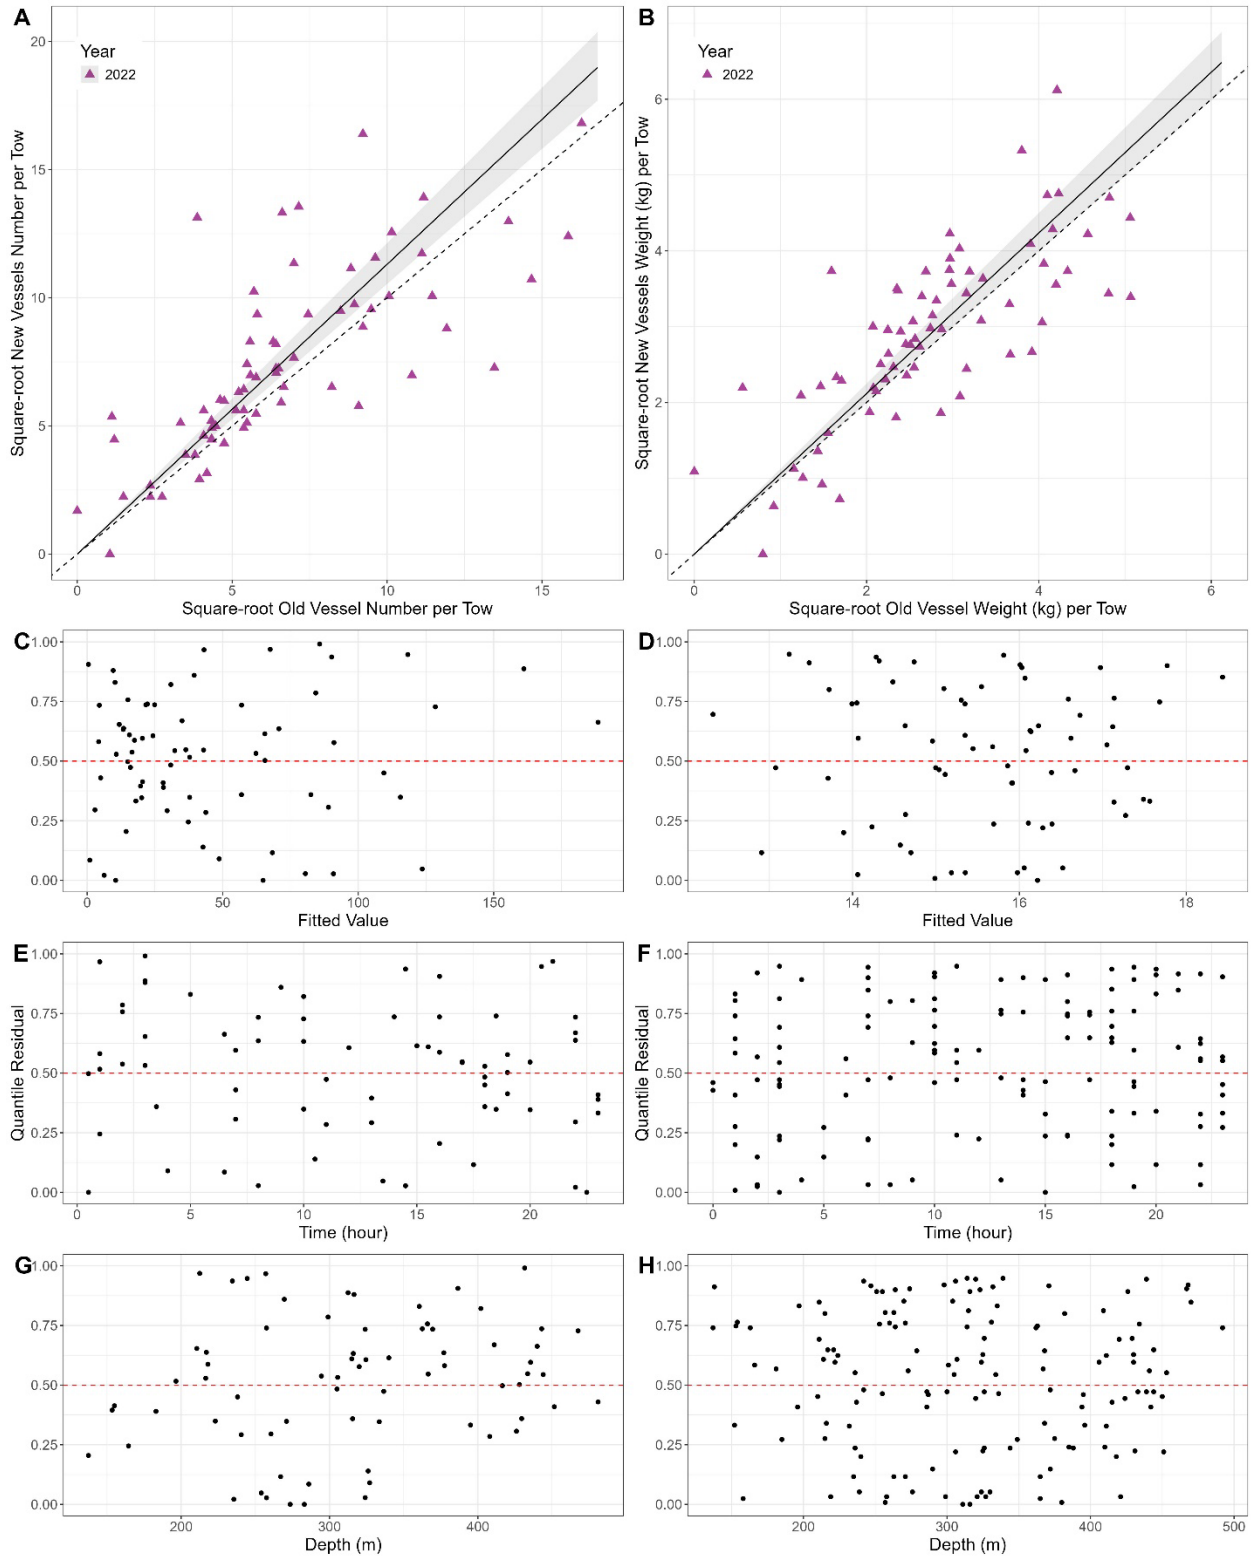 A
Year
2022
20
15
10
5
0
0 5 10 15
Square-root New Vessels Number per Tow
Square-root Old Vessel Number per Tow
B
Year
2022
6
4
2
0
0 2 4 6
Square-root New Vessels Weight (kg) per Tow
Square-root Old Vessel Weight (kg) per Tow
C
1.00
0.75
0.50
0.25
0.00
0 50 100 150
Fitted Value
D
1.00
0.75
0.50
0.25
0.00
14 16 18
Fitted Value
E
1.00
0.75
0.50
0.25
0.00
0 5 10 15 20
Quantile Residual
Time (hour)
F
1.00
0.75
0.50
0.25
0.00
0 5 10 15 20
Quantile Residual
Time (hour)
G
1.00
0.75
0.50
0.25
0.00
200 300 400
Depth (m)
H
1.00
0.75
0.50
0.25
0.00
200 300 400 500
Depth (m)